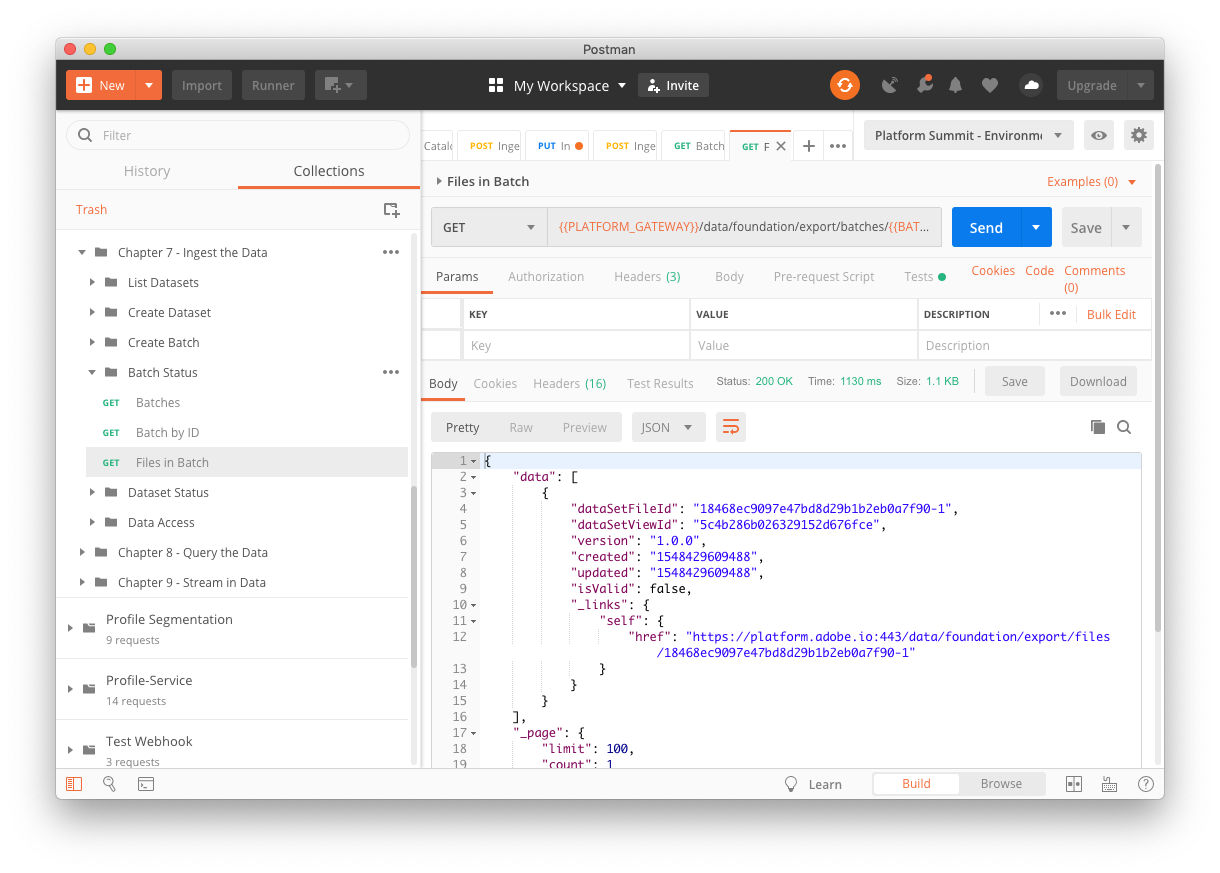 Postman
New
Import
Runner
My Workspace
Invite
Upgrade
Filter
History
Collections
Trash
Chapter 7 - Ingest the Data
List Datasets
Create Dataset
Create Batch
Batch Status
GET Batches
GET Batch by ID
GET Files in Batch
Dataset Status
Data Access
Chapter 8 - Query the Data
Chapter 9 - Stream in Data
Profile Segmentation
9 requests
Profile-Service
14 requests
Test Webhook
3 requests
Catalo
POST Inge
PUT In
POST Inge
GET Batch
GET F
Platform Summit - Environme
Files in Batch
Examples (0)
GET
{{PLATFORM_GATEWAY}}/data/foundation/export/batches/{{BAT...
Send
Save
Params
Authorization
Headers (3)
Body
Pre-request Script
Tests
Cookies
Code
Comments (0)
KEY
VALUE
DESCRIPTION
Bulk Edit
Key
Value
Description
Body
Cookies
Headers (16)
Test Results
Status: 200 OK
Time: 1130 ms
Size: 1.1 KB
Save
Download
Pretty
Raw
Preview
JSON
1 {
2 "data": [
3 {
4 "dataSetFileId": "18468ec9097e47bd8d29b1b2eb0a7f90-1",
5 "dataSetViewId": "5c4b286b026329152d676fce",
6 "version": "1.0.0",
7 "created": "1548429609488",
8 "updated": "1548429609488",
9 "isValid": false,
10 "_links": {
11 "self": {
12 "href": "https://platform.adobe.io:443/data/foundation/export/files
/18468ec9097e47bd8d29b1b2eb0a7f90-1"
13 }
14 }
15 }
16 ],
17 "_page": {
18 "limit": 100,
19 "count": 1
Learn
Build
Browse